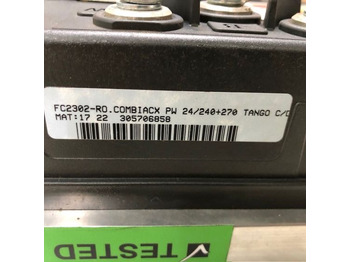 FC2302-RO.COMBIACX PW 24/240+270 TANGO C/C
MAT:17 22 305706858
TESTED